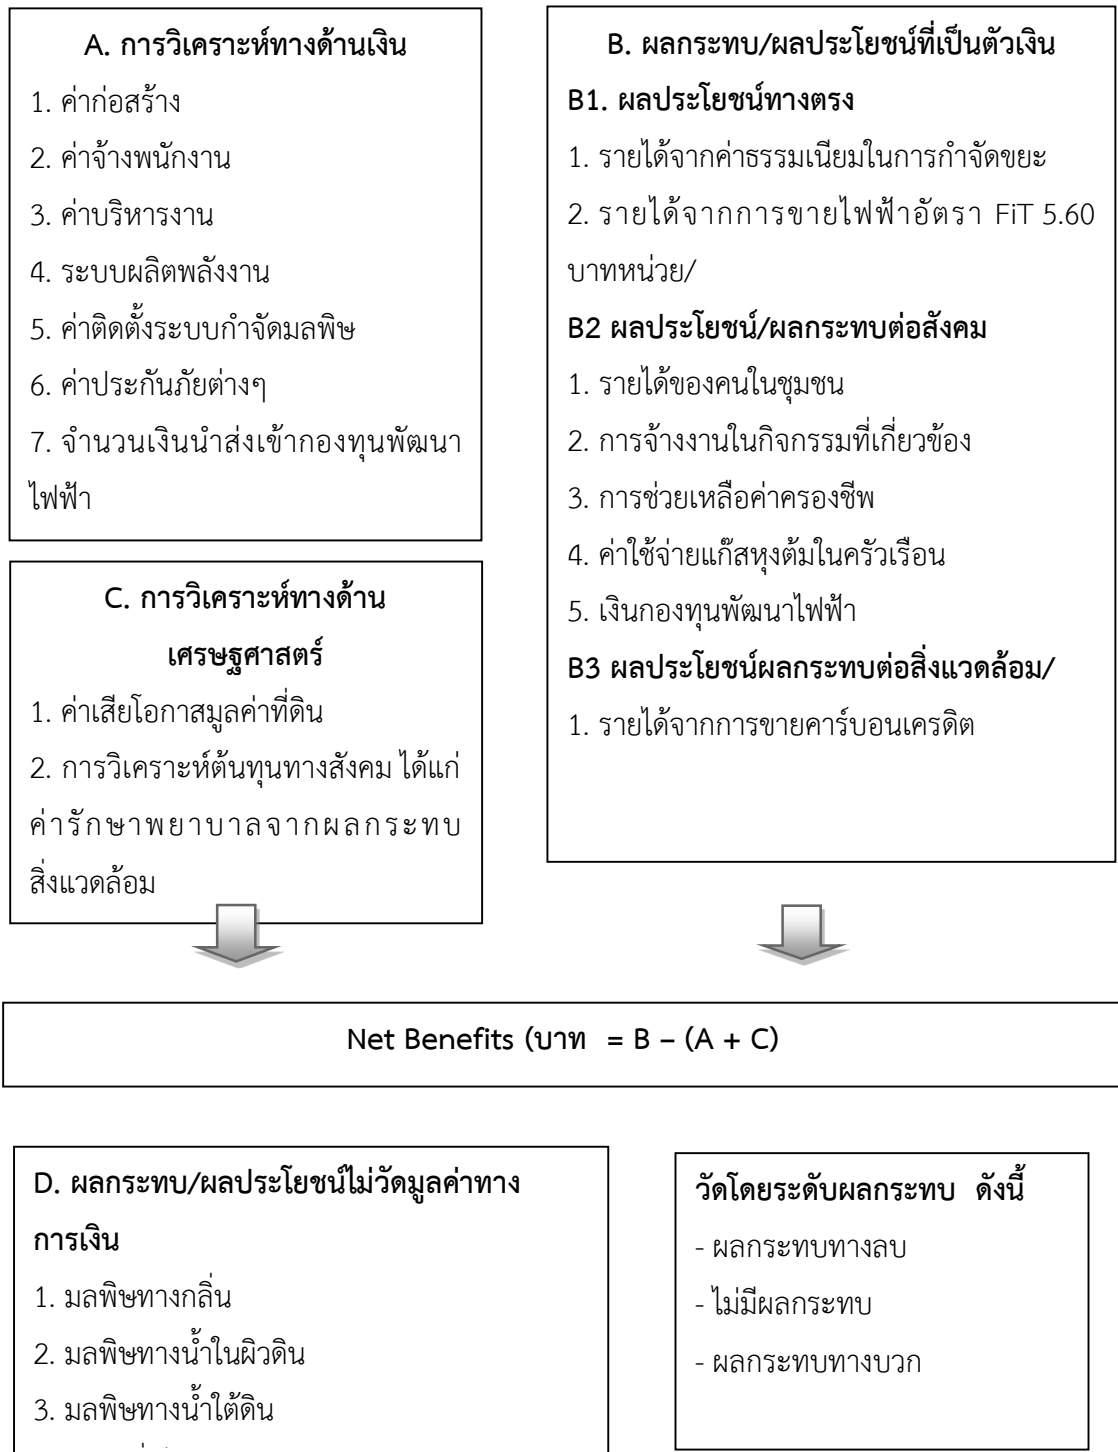 A. การวิเคราะห์ทางด้านเงิน
1. ค่าก่อสร้าง
2. ค่าจ้างพนักงาน
3. ค่าบริหารงาน
4. ระบบผลิตพลังงาน
5. ค่าติดตั้งระบบกำจัดมลพิษ
6. ค่าประกันภัยต่างๆ
7. จำนวนเงินนำส่งเข้ากองทุนพัฒนา
ไฟฟ้า
C. การวิเคราะห์ทางด้าน
เศรษฐศาสตร์
1. ค่าเสียโอกาสมูลค่าที่ดิน
2. การวิเคราะห์ต้นทุนทางสังคม ได้แก่
ค่ารักษาพยาบาลจากผลกระทบ
สิ่งแวดล้อม
B. ผลกระทบ/ผลประโยชน์ที่เป็นตัวเงิน
B1. ผลประโยชน์ทางตรง
1. รายได้จากค่าธรรมเนียมในการกำจัดขยะ
2. รายได้จากการขายไฟฟ้าอัตรา FiT 5.60
บาทหน่วย/
B2 ผลประโยชน์/ผลกระทบต่อสังคม
1. รายได้ของคนในชุมชน
2. การจ้างงานในกิจกรรมที่เกี่ยวข้อง
3. การช่วยเหลือค่าครองชีพ
4. ค่าใช้จ่ายแก๊สหุงต้มในครัวเรือน
5. เงินกองทุนพัฒนาไฟฟ้า
B3 ผลประโยชน์ผลกระทบต่อสิ่งแวดล้อม/
1. รายได้จากการขายคาร์บอนเครดิต
Net Benefits (บาท = B – (A + C)
D. ผลกระทบ/ผลประโยชน์ไม่วัดมูลค่าทาง
การเงิน
1. มลพิษทางกลิ่น
2. มลพิษทางน้ำในผิวดิน
3. มลพิษทางน้ำใต้ดิน
วัดโดยระดับผลกระทบ ดังนี้
- ผลกระทบทางลบ
- ไม่มีผลกระทบ
- ผลกระทบทางบวก